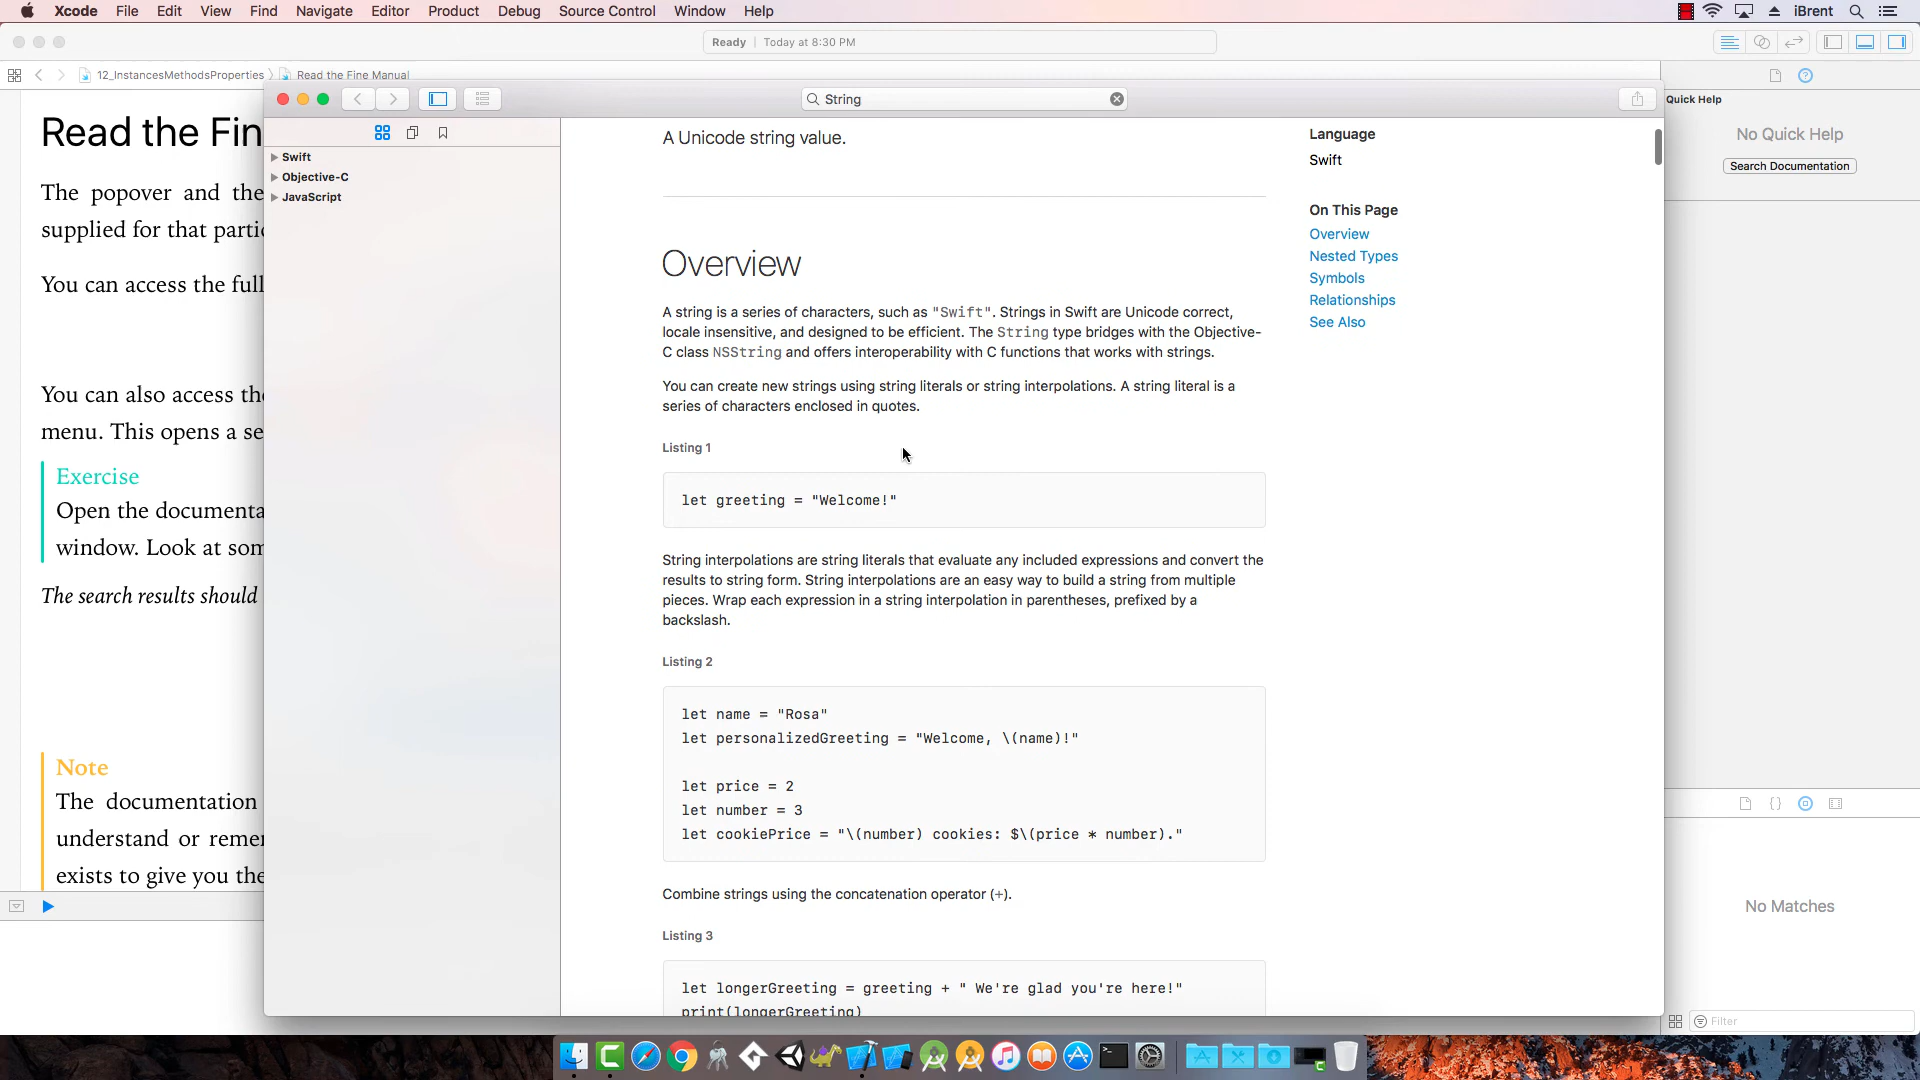 Xcode File Edit View Find Navigate Editor Product Debug Source Control Window Help iBrent
Ready Today at 8:30 PM
12_InstancesMethodsProperties Read the Fine Manual
Read the Fin
The popover and the
supplied for that partic
You can access the full
You can also access the
menu. This opens a se
Exercise
Open the documenta
window. Look at som
The search results should
Note
The documentation
understand or remen
exists to give you the
String
Swift
Objective-C
JavaScript
A Unicode string value.
Overview
A string is a series of characters, such as "Swift". Strings in Swift are Unicode correct,
locale insensitive, and designed to be efficient. The String type bridges with the Objective-
C class NSString and offers interoperability with C functions that works with strings.
You can create new strings using string literals or string interpolations. A string literal is a
series of characters enclosed in quotes.
Listing 1
let greeting = "Welcome!"
String interpolations are string literals that evaluate any included expressions and convert the
results to string form. String interpolations are an easy way to build a string from multiple
pieces. Wrap each expression in a string interpolation in parentheses, prefixed by a
backslash.
Listing 2
let name = "Rosa"
let personalizedGreeting = "Welcome, \(name)!"
let price = 2
let number = 3
let cookiePrice = "\(number) cookies: $\(price * number)."
Combine strings using the concatenation operator (+).
Listing 3
let longerGreeting = greeting + " We're glad you're here!"
print(longerGreeting)
Language
Swift
On This Page
Overview
Nested Types
Symbols
Relationships
See Also
Quick Help
No Quick Help
Search Documentation
No Matches
Filter